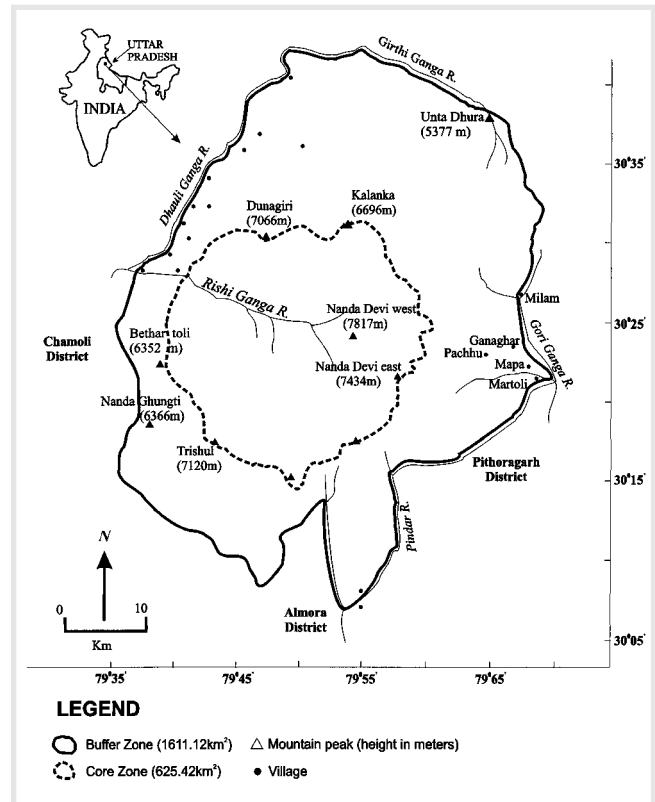 UTTAR
PRADESH
INDIA
Girthi Ganga R.
Unta Dhura
(5377 m)
30°35'
Dhauli Ganga R.
Dunagiri
(7066m)
Kalanka
(6696m)
Rishi Ganga R.
Milam
Nanda Devi west
(7817m)
30°25'
Chamoli
District
Bethartoli
(6352 m)
Ganaghar
Pachhu
Gori Ganga R.
Nanda Devi east
(7434m)
Mapa
Martoli
Nanda Ghungti
(6366m)
Trishul
(7120m)
Pithoragarh
District
30°15'
Pindar R.
N
0 10
Km
Almora
District
30°05'
79°35' 79°45' 79°55' 79°65'
LEGEND
Buffer Zone (1611.12km²) Mountain peak (height in meters)
Core Zone (625.42km²) Village